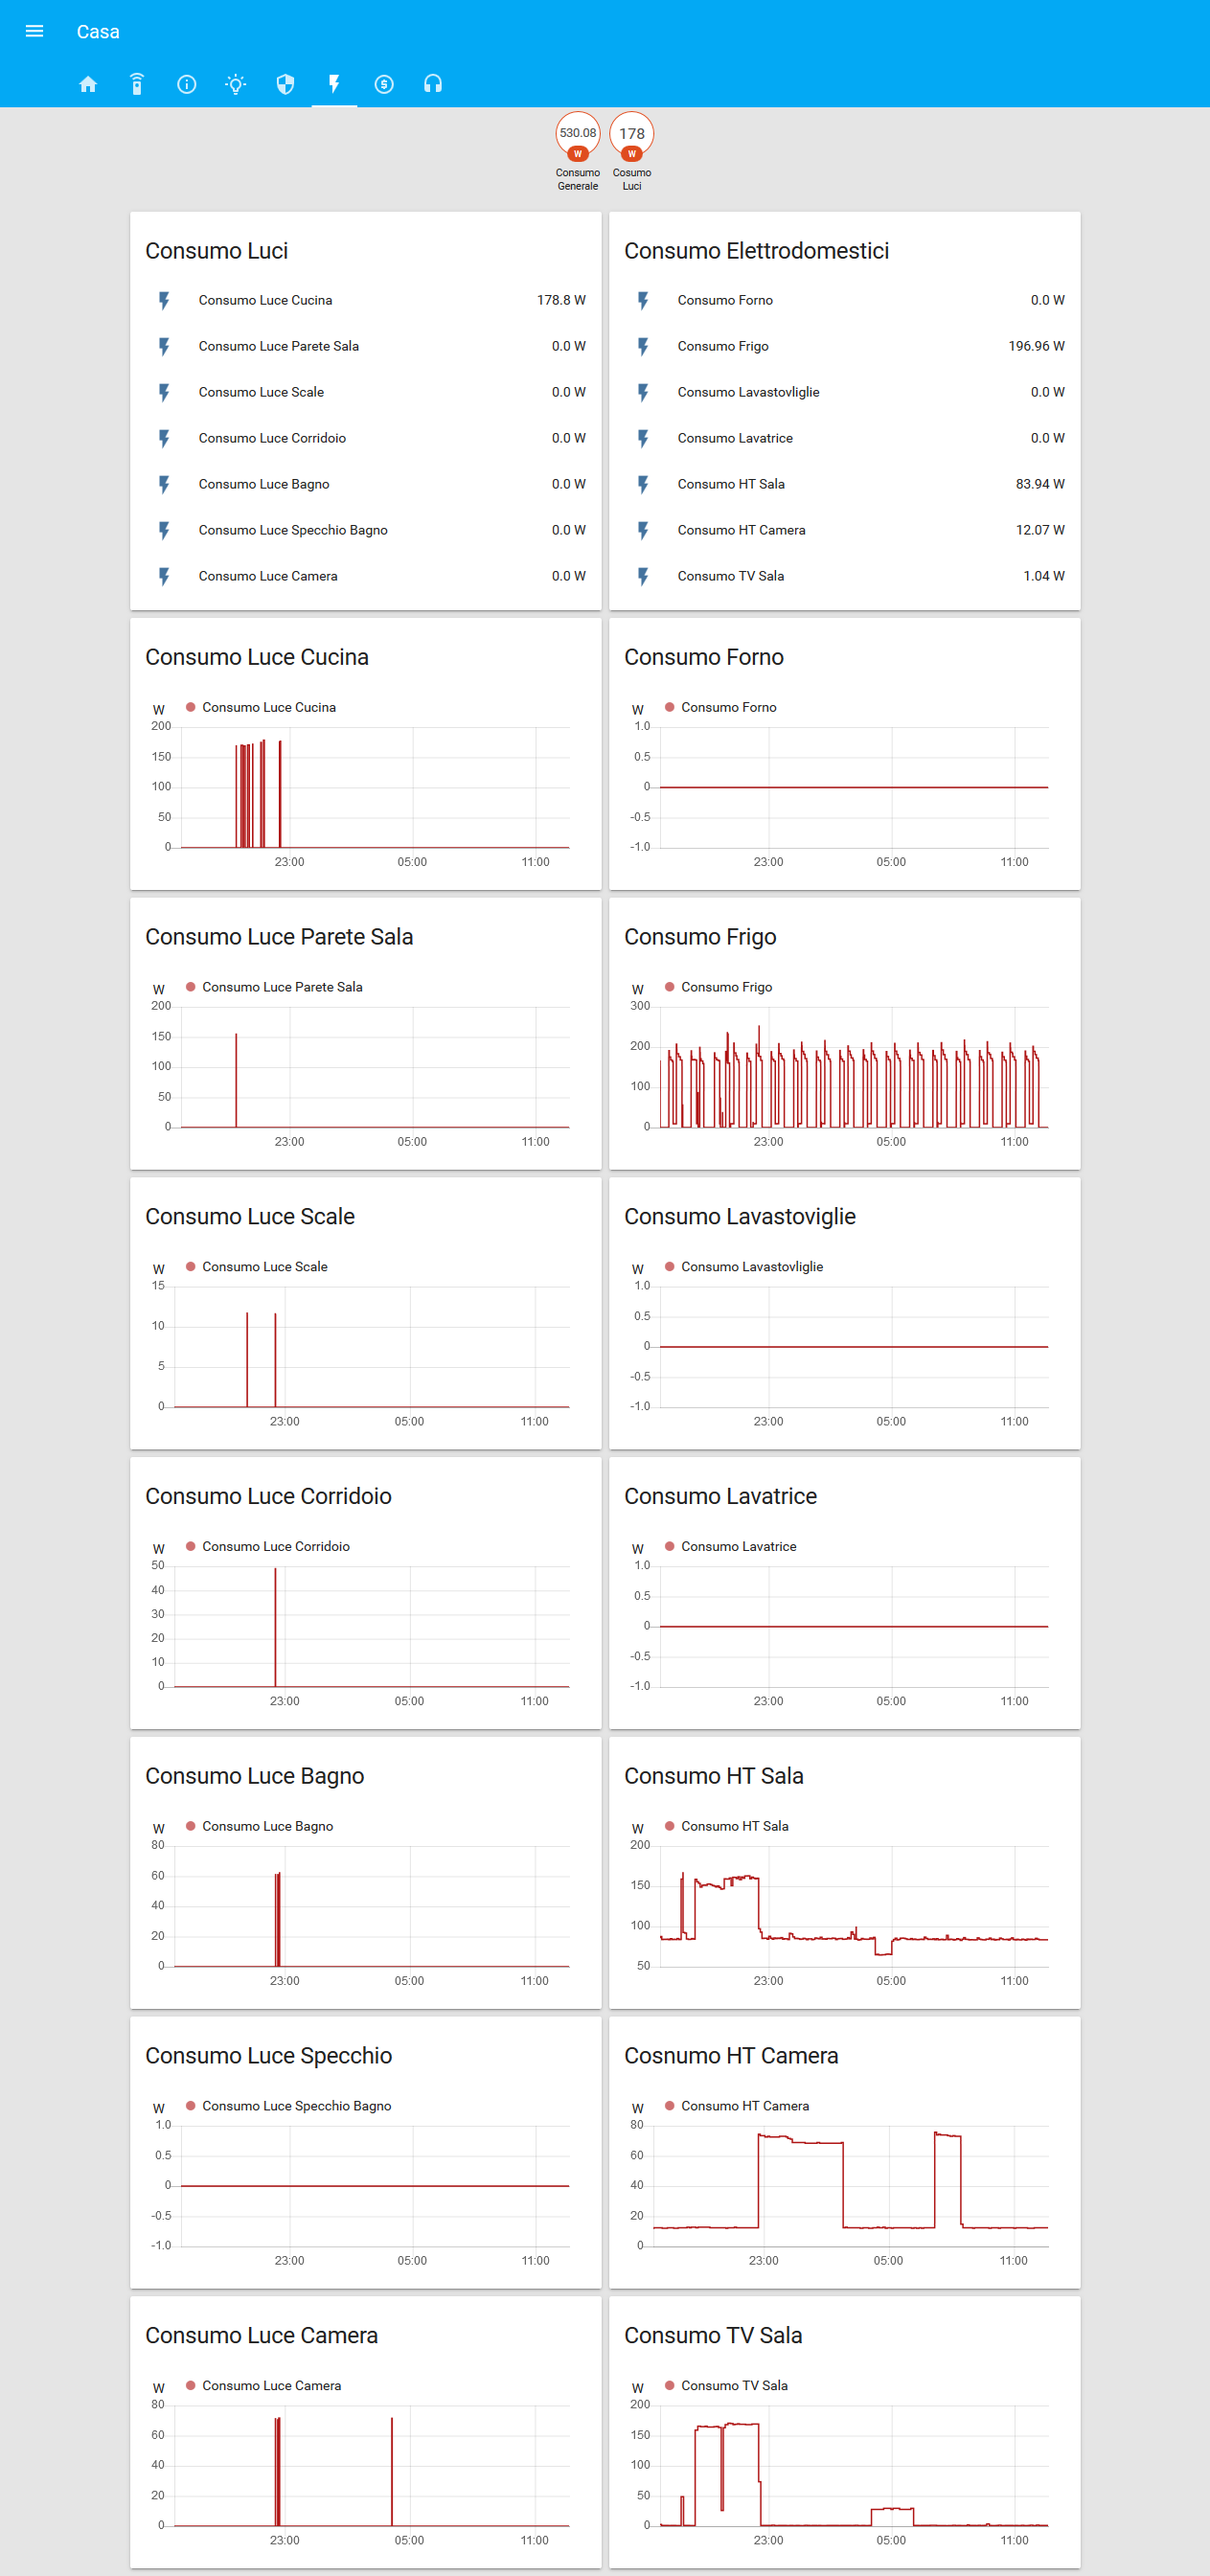 Casa
530.08 178
W W
Consumo Generale Cosumo Luci
Consumo Luci
Consumo Luce Cucina 178.8 W
Consumo Luce Parete Sala 0.0 W
Consumo Luce Scale 0.0 W
Consumo Luce Corridoio 0.0 W
Consumo Luce Bagno 0.0 W
Consumo Luce Specchio Bagno 0.0 W
Consumo Luce Camera 0.0 W
Consumo Elettrodomestici
Consumo Forno 0.0 W
Consumo Frigo 196.96 W
Consumo Lavastovliglie 0.0 W
Consumo Lavatrice 0.0 W
Consumo HT Sala 83.94 W
Consumo HT Camera 12.07 W
Consumo TV Sala 1.04 W
Consumo Luce Cucina
W Consumo Luce Cucina
200
150
100
50
0
23:00 05:00 11:00
Consumo Forno
W Consumo Forno
1.0
0.5
0
-0.5
-1.0
23:00 05:00 11:00
Consumo Luce Parete Sala
W Consumo Luce Parete Sala
200
150
100
50
0
23:00 05:00 11:00
Consumo Frigo
W Consumo Frigo
300
200
100
0
23:00 05:00 11:00
Consumo Luce Scale
W Consumo Luce Scale
15
10
5
0
23:00 05:00 11:00
Consumo Lavastoviglie
W Consumo Lavastovliglie
1.0
0.5
0
-0.5
-1.0
23:00 05:00 11:00
Consumo Luce Corridoio
W Consumo Luce Corridoio
50
40
30
20
10
0
23:00 05:00 11:00
Consumo Lavatrice
W Consumo Lavatrice
1.0
0.5
0
-0.5
-1.0
23:00 05:00 11:00
Consumo Luce Bagno
W Consumo Luce Bagno
80
60
40
20
0
23:00 05:00 11:00
Consumo HT Sala
W Consumo HT Sala
200
150
100
50
23:00 05:00 11:00
Consumo Luce Specchio
W Consumo Luce Specchio Bagno
1.0
0.5
0
-0.5
-1.0
23:00 05:00 11:00
Cosnumo HT Camera
W Consumo HT Camera
80
60
40
20
0
23:00 05:00 11:00
Consumo Luce Camera
W Consumo Luce Camera
80
60
40
20
0
23:00 05:00 11:00
Consumo TV Sala
W Consumo TV Sala
200
150
100
50
0
23:00 05:00 11:00